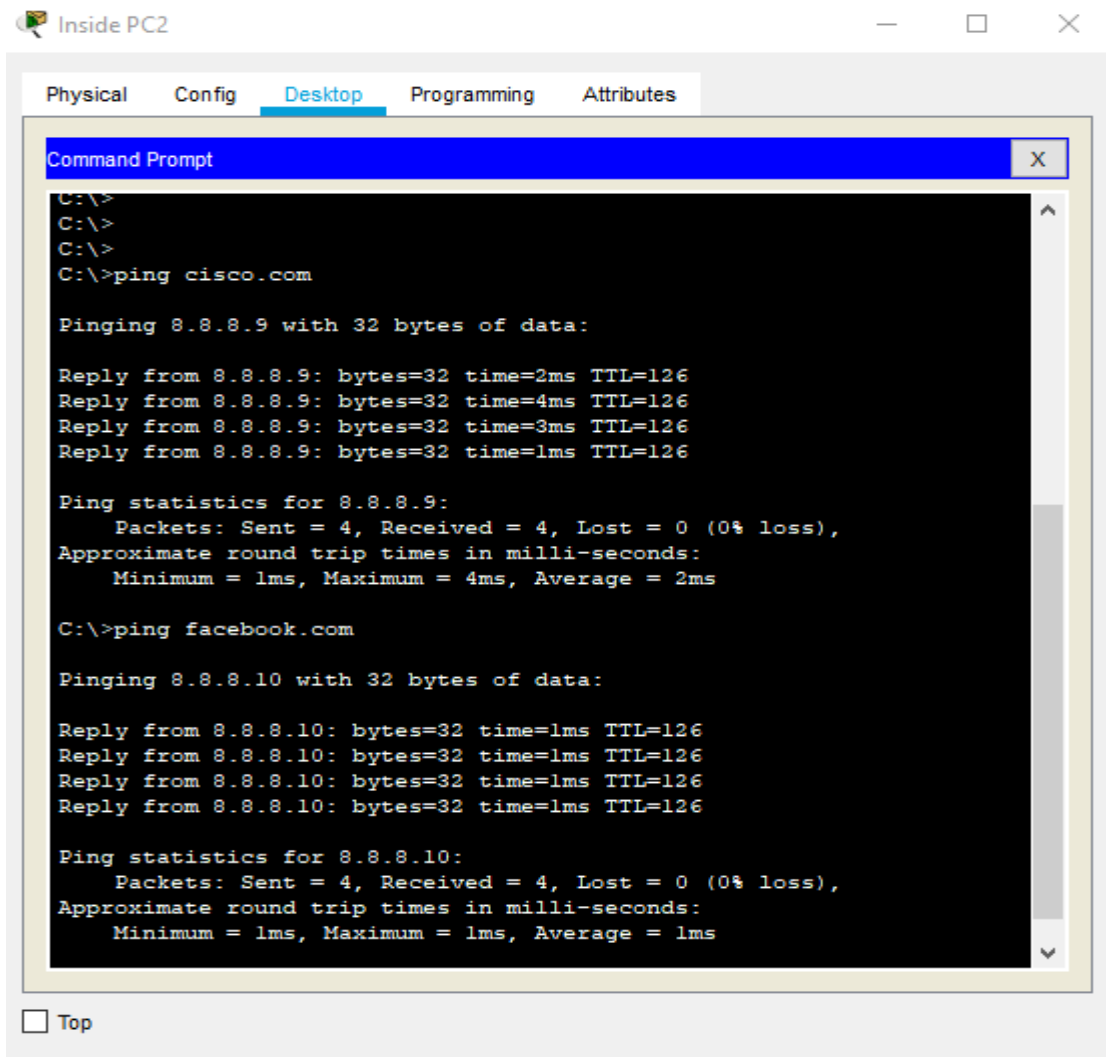 Inside PC2
Physical Config Desktop Programming Attributes
Command Prompt X
C:\>
C:\>
C:\>
C:\>ping cisco.com
Pinging 8.8.8.9 with 32 bytes of data:
Reply from 8.8.8.9: bytes=32 time=2ms TTL=126
Reply from 8.8.8.9: bytes=32 time=4ms TTL=126
Reply from 8.8.8.9: bytes=32 time=3ms TTL=126
Reply from 8.8.8.9: bytes=32 time=1ms TTL=126
Ping statistics for 8.8.8.9:
Packets: Sent = 4, Received = 4, Lost = 0 (0% loss),
Approximate round trip times in milli-seconds:
Minimum = 1ms, Maximum = 4ms, Average = 2ms
C:\>ping facebook.com
Pinging 8.8.8.10 with 32 bytes of data:
Reply from 8.8.8.10: bytes=32 time=1ms TTL=126
Reply from 8.8.8.10: bytes=32 time=1ms TTL=126
Reply from 8.8.8.10: bytes=32 time=1ms TTL=126
Reply from 8.8.8.10: bytes=32 time=1ms TTL=126
Ping statistics for 8.8.8.10:
Packets: Sent = 4, Received = 4, Lost = 0 (0% loss),
Approximate round trip times in milli-seconds:
Minimum = 1ms, Maximum = 1ms, Average = 1ms
Top